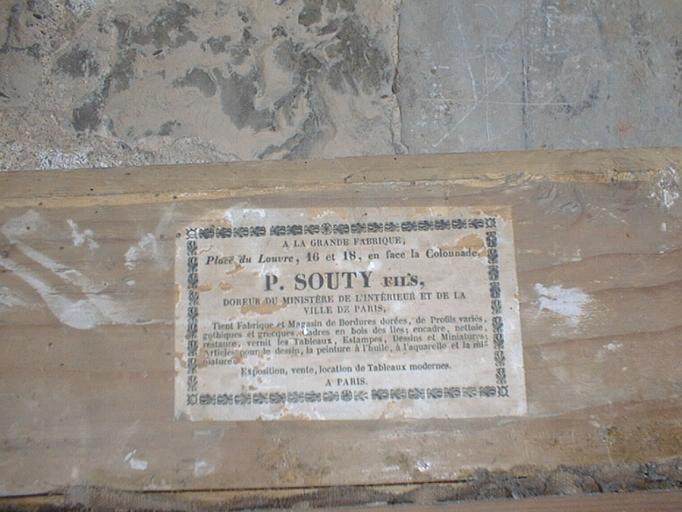 A LA GRANDE FABRIQUE,
Place du Louvre, 16 et 18, en face la Colonnade,
P. SOUTY FILS,
DOREUR DU MINISTÈRE DE L'INTÉRIEUR ET DE LA
VILLE DE PARIS,
Tient Fabrique et Magasin de Bordures dorées, de Profils variés,
gothiques et grecques, Cadres en bois des îles; encadre, nettoie,
restaure, vernit les Tableaux, Estampes, Dessins et Miniatures;
Articles pour le dessin, la peinture à l'huile, à l'aquarelle et la mi-
niature.
Exposition, vente, location de Tableaux modernes.
A PARIS.